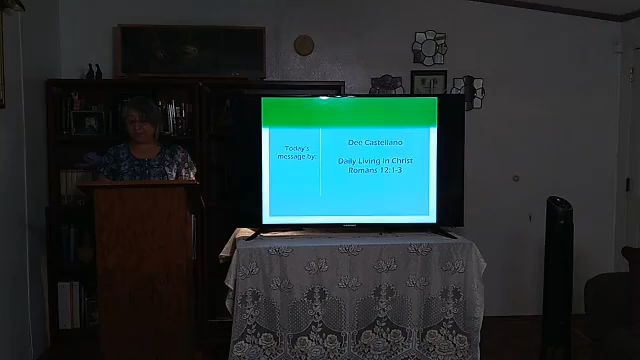 Today's
message by:
Dee Castellano
Daily Living in Christ
Romans 12:1-3